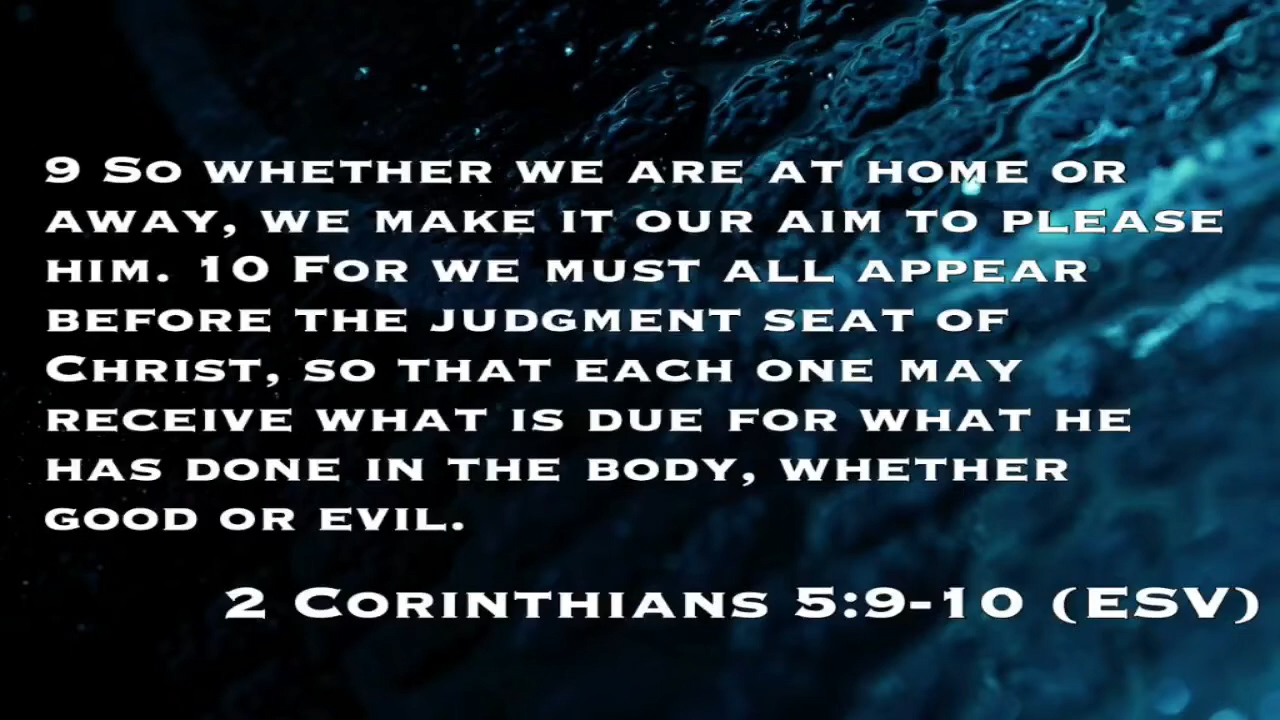 9 So whether we are at home or
away, we make it our aim to please
him. 10 For we must all appear
before the judgment seat of
Christ, so that each one may
receive what is due for what he
has done in the body, whether
good or evil.
2 Corinthians 5:9-10 (ESV)